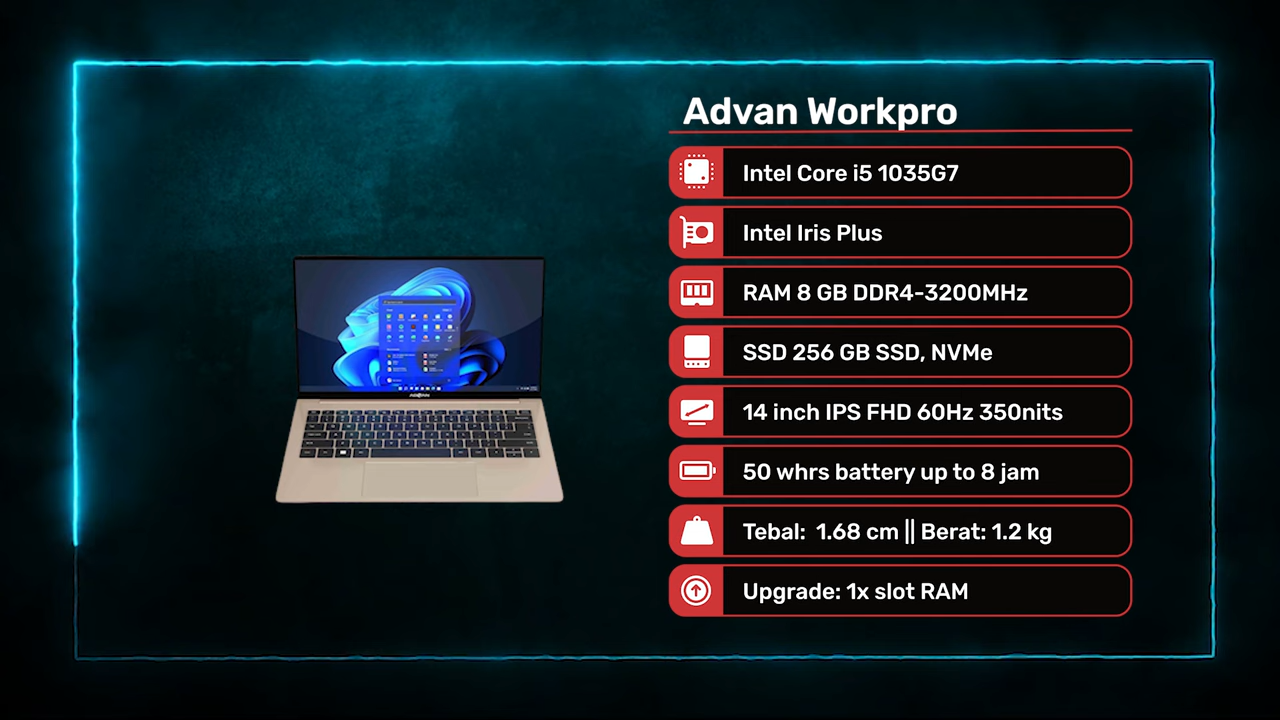 Advan Workpro
Intel Core i5 1035G7
Intel Iris Plus
RAM 8 GB DDR4-3200MHz
SSD 256 GB SSD, NVMe
14 inch IPS FHD 60Hz 350nits
50 whrs battery up to 8 jam
Tebal:  1.68 cm || Berat: 1.2 kg
Upgrade: 1x slot RAM
ADVAN